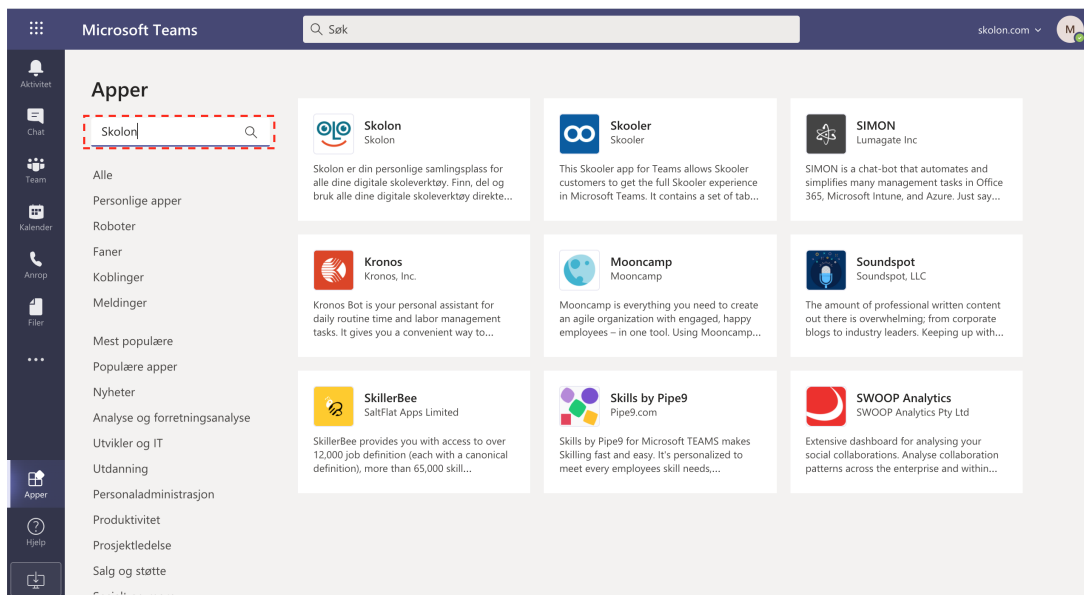 Microsoft Teams
Søk
skolon.com
M
Aktivitet
Chat
Team
Kalender
Anrop
Filer
Apper
Hjelp
Apper
Skolon
Alle
Personlige apper
Roboter
Faner
Koblinger
Meldinger
Mest populære
Populære apper
Nyheter
Analyse og forretningsanalyse
Utvikler og IT
Utdanning
Personaladministrasjon
Produktivitet
Prosjektledelse
Salg og støtte
Skolon
Skolon
Skolon er din personlige samlingsplass for
alle dine digitale skoleverktøy. Finn, del og
bruk alle dine digitale skoleverktøy direkte...
Skooler
Skooler
This Skooler app for Teams allows Skooler
customers to get the full Skooler experience
in Microsoft Teams. It contains a set of tab...
SIMON
Lumagate Inc
SIMON is a chat-bot that automates and
simplifies many management tasks in Office
365, Microsoft Intune, and Azure. Just say...
Kronos
Kronos, Inc.
Kronos Bot is your personal assistant for
daily routine time and labor management
tasks. It gives you a convenient way to...
Mooncamp
Mooncamp
Mooncamp is everything you need to create
an agile organization with engaged, happy
employees – in one tool. Using Mooncamp...
Soundspot
Soundspot, LLC
The amount of professional written content
out there is overwhelming; from corporate
blogs to industry leaders. Keeping up with...
SkillerBee
SaltFlat Apps Limited
SkillerBee provides you with access to over
12,000 job definition (each with a canonical
definition), more than 65,000 skill...
Skills by Pipe9
Pipe9.com
Skills by Pipe9 for Microsoft TEAMS makes
Skilling fast and easy. It's personalized to
meet every employees skill needs,...
SWOOP Analytics
SWOOP Analytics Pty Ltd
Extensive dashboard for analysing your
social collaborations. Analyse collaboration
patterns across the enterprise and within...